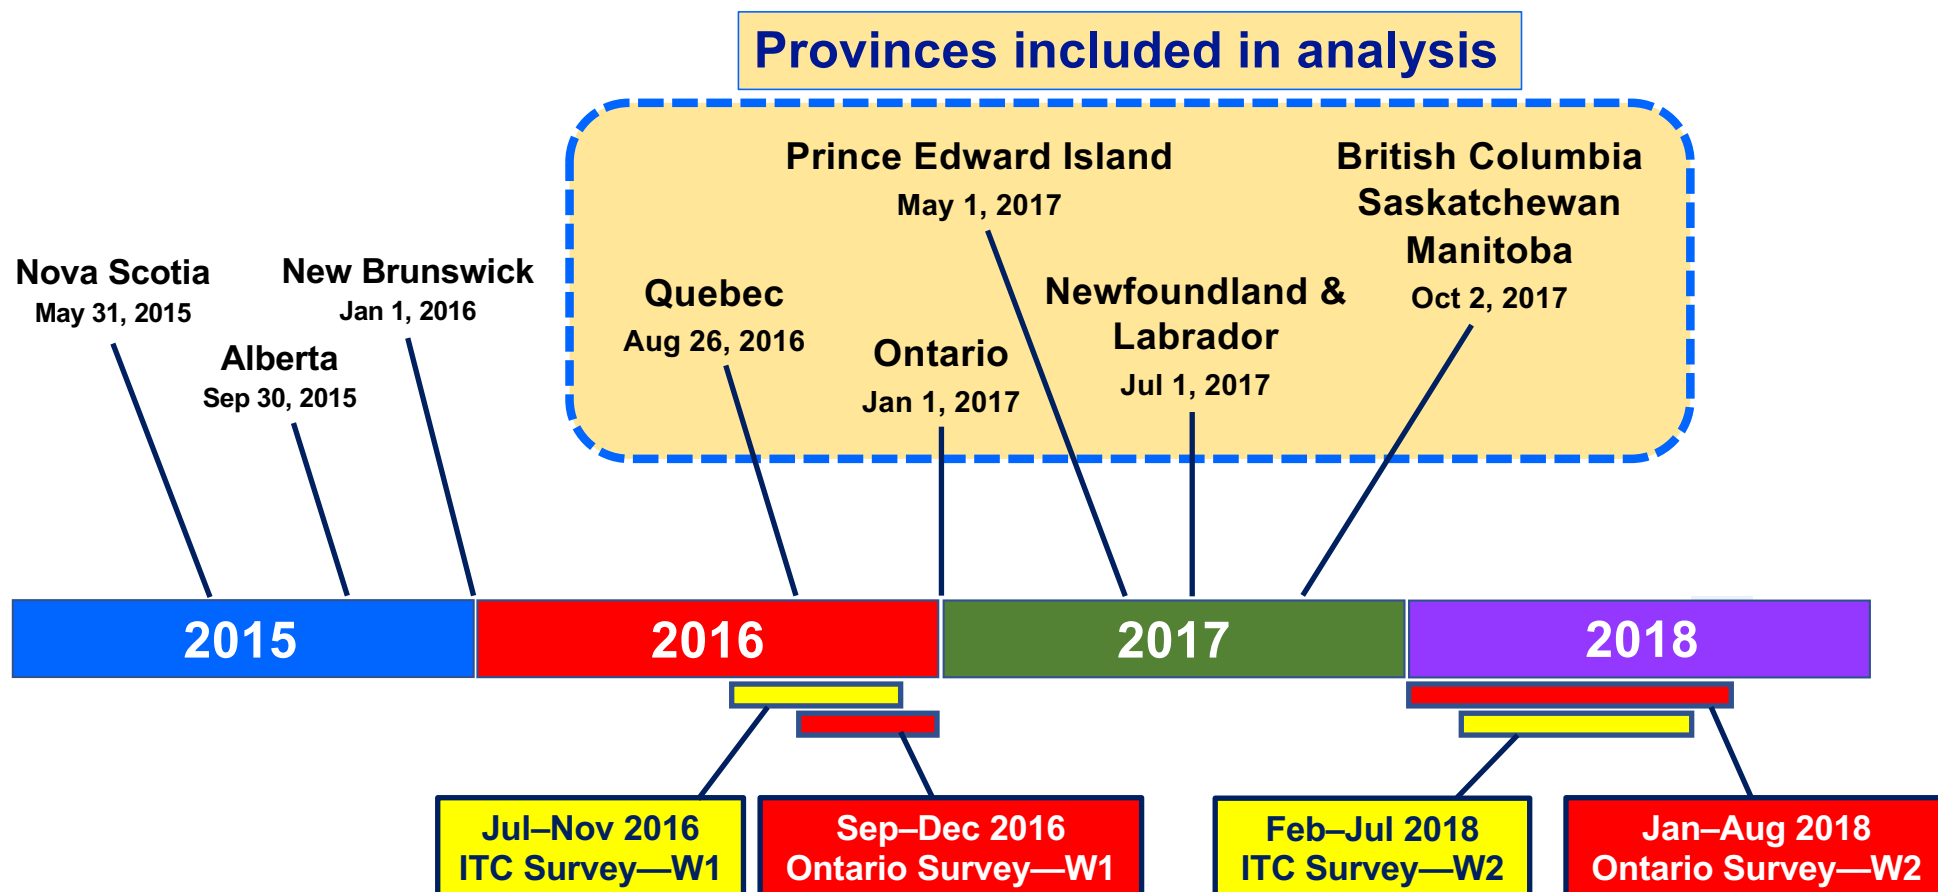 Provinces included in analysis
Prince Edward Island
May 1, 2017
British Columbia
Saskatchewan
Manitoba
Oct 2, 2017
Nova Scotia
May 31, 2015
New Brunswick
Jan 1, 2016
Alberta
Sep 30, 2015
Quebec
Aug 26, 2016
Ontario
Jan 1, 2017
Newfoundland &
Labrador
Jul 1, 2017
2015
2016
2017
2018
Jul–Nov 2016
ITC Survey—W1
Sep–Dec 2016
Ontario Survey—W1
Feb–Jul 2018
ITC Survey—W2
Jan–Aug 2018
Ontario Survey—W2